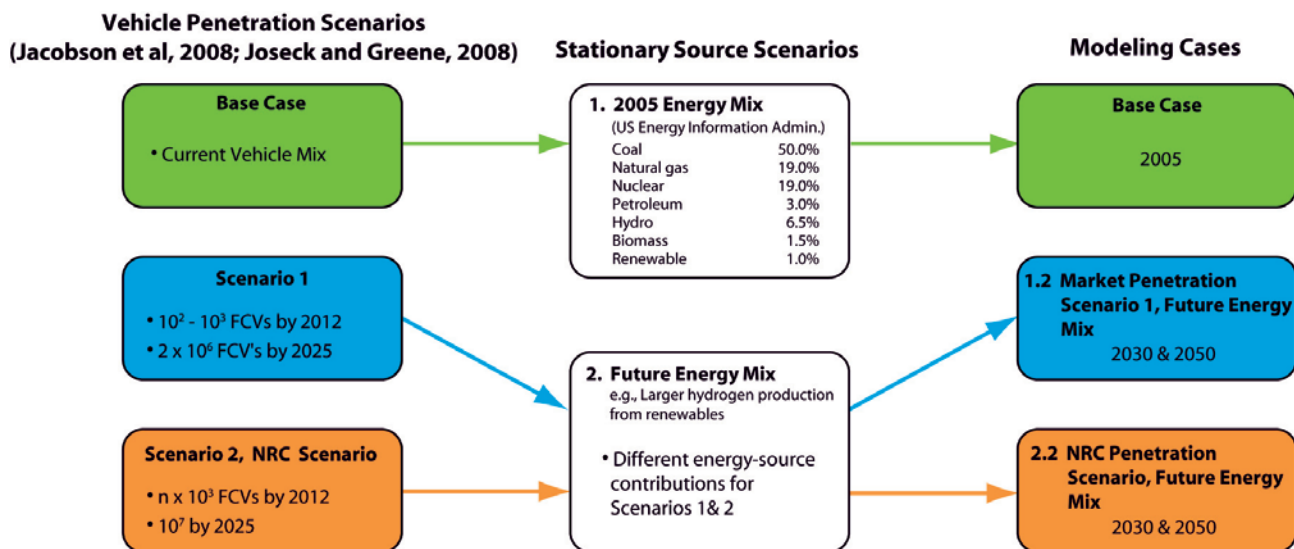 Vehicle Penetration Scenarios
(Jacobson et al, 2008; Joseck and Greene, 2008)
Base Case
• Current Vehicle Mix
Scenario 1
• 10² - 10³ FCVs by 2012
• 2 x 10⁶ FCV's by 2025
Scenario 2, NRC Scenario
• n x 10³ FCVs by 2012
• 10⁷ by 2025
Stationary Source Scenarios
1. 2005 Energy Mix
(US Energy Information Admin.)
Coal 50.0%
Natural gas 19.0%
Nuclear 19.0%
Petroleum 3.0%
Hydro 6.5%
Biomass 1.5%
Renewable 1.0%
2. Future Energy Mix
e.g., Larger hydrogen production
from renewables
• Different energy-source
contributions for
Scenarios 1& 2
Modeling Cases
Base Case
2005
1.2 Market Penetration
Scenario 1, Future Energy
Mix
2030 & 2050
2.2 NRC Penetration
Scenario, Future Energy
Mix
2030 & 2050